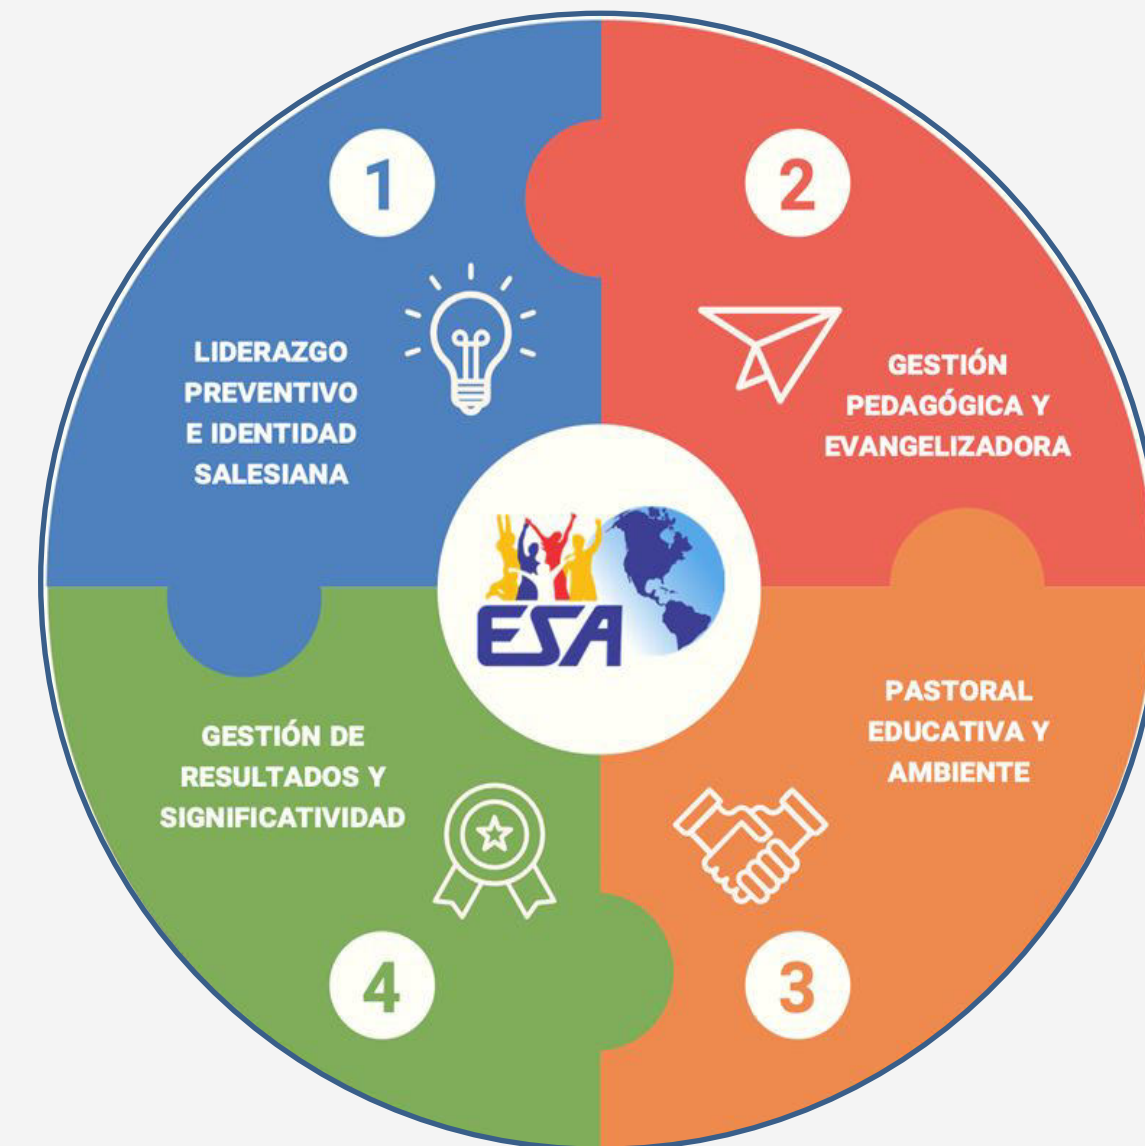 1
LIDERAZGO
PREVENTIVO
E IDENTIDAD
SALESIANA
2
GESTIÓN
PEDAGÓGICA Y
EVANGELIZADORA
ESA
PASTORAL
EDUCATIVA Y
AMBIENTE
3
GESTIÓN DE
RESULTADOS Y
SIGNIFICATIVIDAD
4